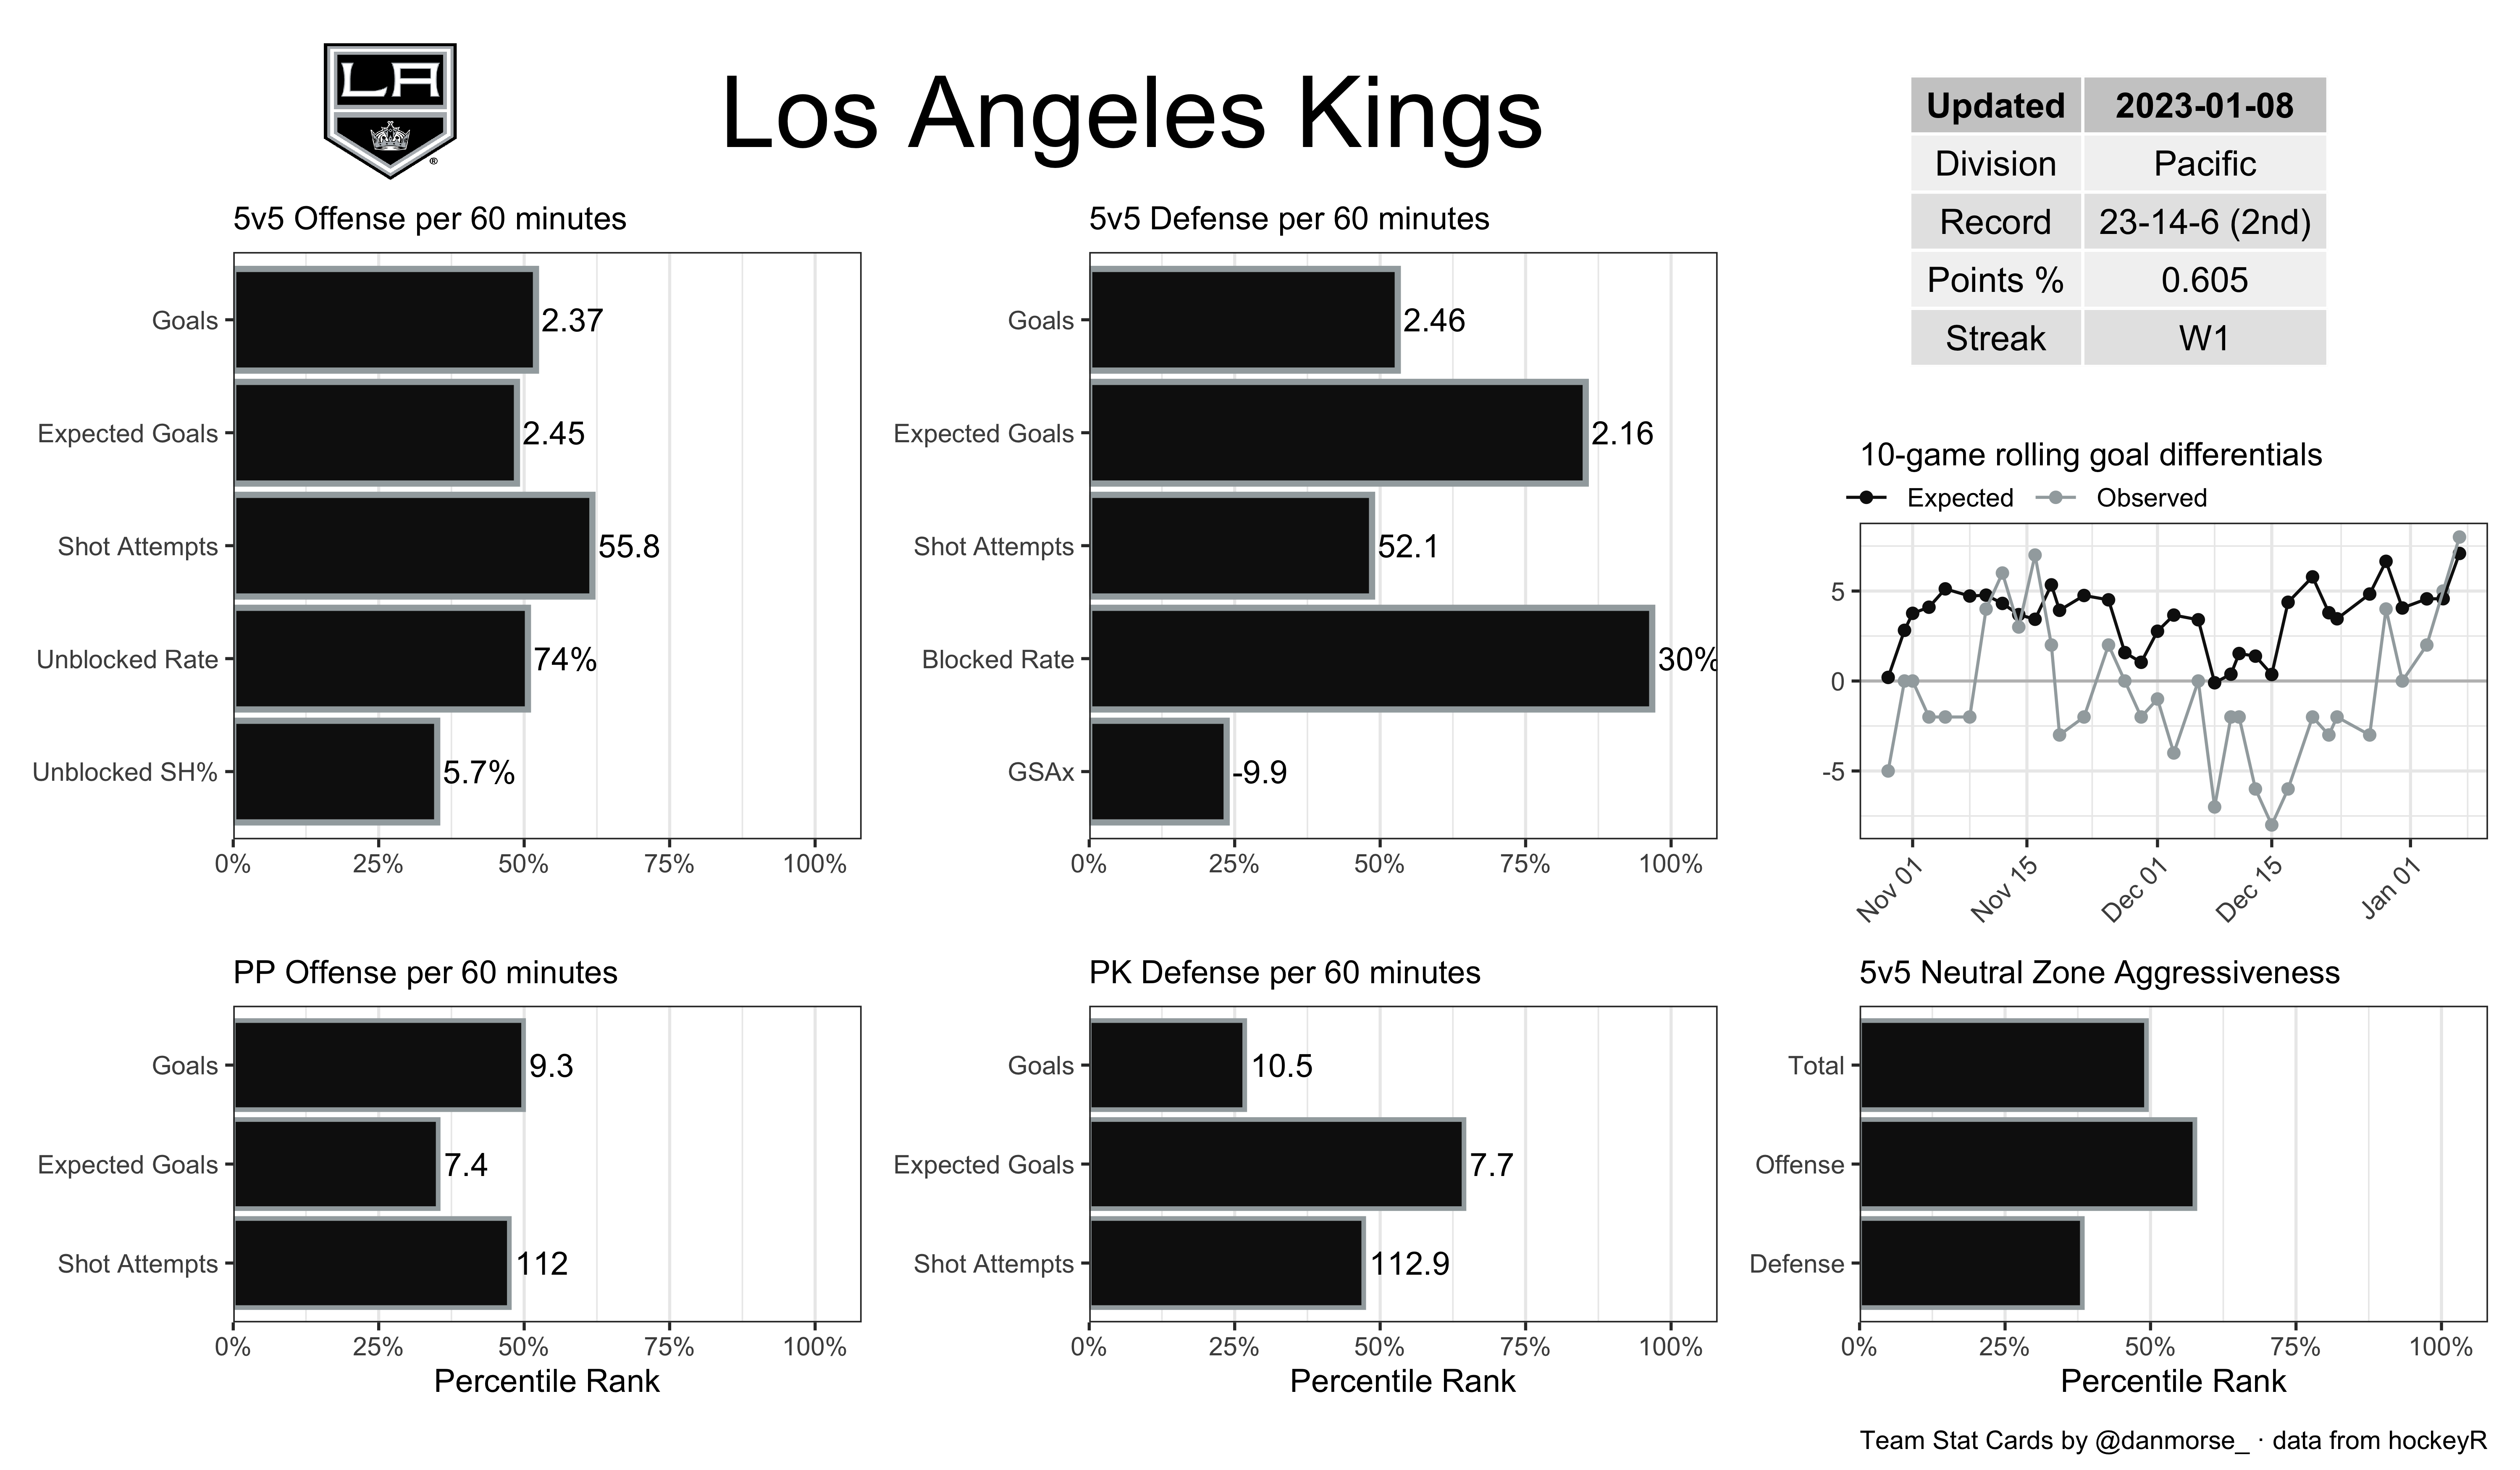 LA
®
Los Angeles Kings
Updated 2023-01-08
Division Pacific
Record 23-14-6 (2nd)
Points % 0.605
Streak W1
5v5 Offense per 60 minutes
Goals 2.37
Expected Goals 2.45
Shot Attempts 55.8
Unblocked Rate 74%
Unblocked SH% 5.7%
0% 25% 50% 75% 100%
5v5 Defense per 60 minutes
Goals 2.46
Expected Goals 2.16
Shot Attempts 52.1
Blocked Rate 30%
GSAx -9.9
0% 25% 50% 75% 100%
10-game rolling goal differentials
Expected Observed
5
0
-5
Nov 01 Nov 15 Dec 01 Dec 15 Jan 01
PP Offense per 60 minutes
Goals 9.3
Expected Goals 7.4
Shot Attempts 112
0% 25% 50% 75% 100%
Percentile Rank
PK Defense per 60 minutes
Goals 10.5
Expected Goals 7.7
Shot Attempts 112.9
0% 25% 50% 75% 100%
Percentile Rank
5v5 Neutral Zone Aggressiveness
Total
Offense
Defense
0% 25% 50% 75% 100%
Percentile Rank
Team Stat Cards by @danmorse_ · data from hockeyR